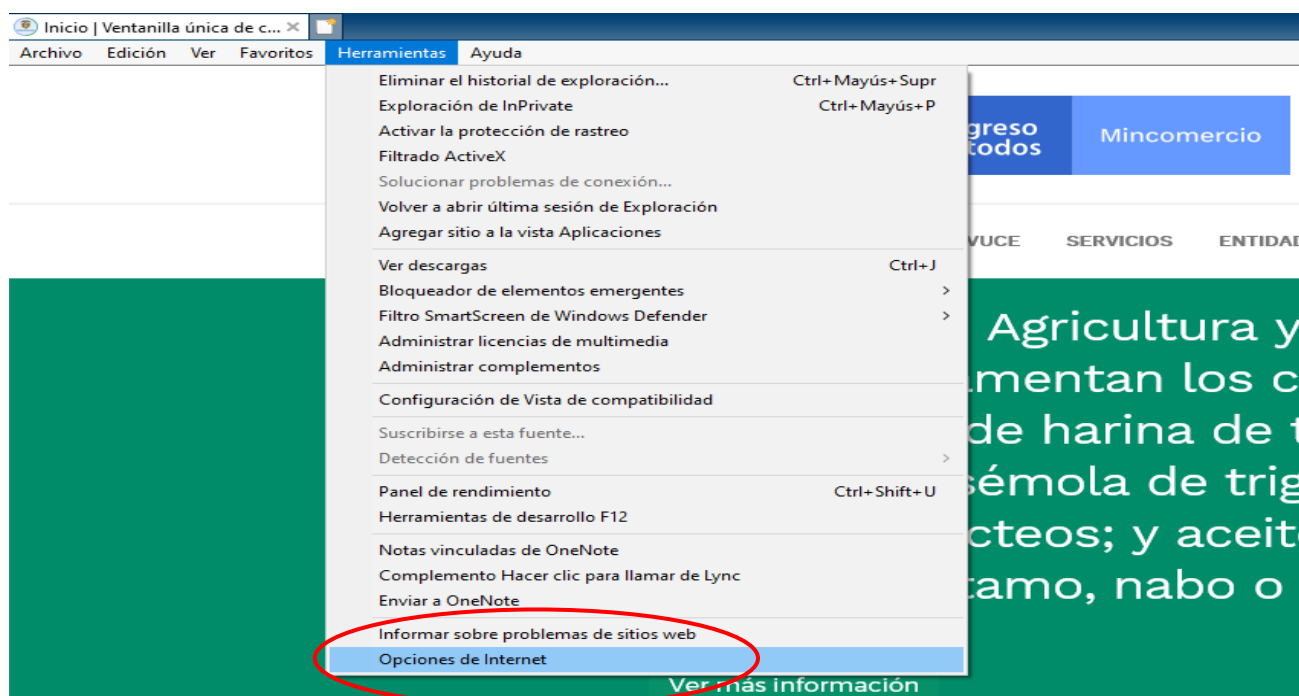 Inicio | Ventanilla única de c...
Archivo Edición Ver Favoritos Herramientas Ayuda
Eliminar el historial de exploración... Ctrl+Mayús+Supr
Exploración de InPrivate Ctrl+Mayús+P
Activar la protección de rastreo
Filtrado ActiveX
Solucionar problemas de conexión...
Volver a abrir última sesión de Exploración
Agregar sitio a la vista Aplicaciones
Ver descargas Ctrl+J
Bloqueador de elementos emergentes
Filtro SmartScreen de Windows Defender
Administrar licencias de multimedia
Administrar complementos
Configuración de Vista de compatibilidad
Suscribirse a esta fuente...
Detección de fuentes
Panel de rendimiento Ctrl+Shift+U
Herramientas de desarrollo F12
Notas vinculadas de OneNote
Complemento Hacer clic para llamar de Lync
Enviar a OneNote
Informar sobre problemas de sitios web
Opciones de Internet
greso
todos
Mincomercio
VUCE SERVICIOS ENTIDAD
Agricultura y
mentan los c
de harina de t
sémola de trig
cteos; y aceit
tamo, nabo o
Ver más información